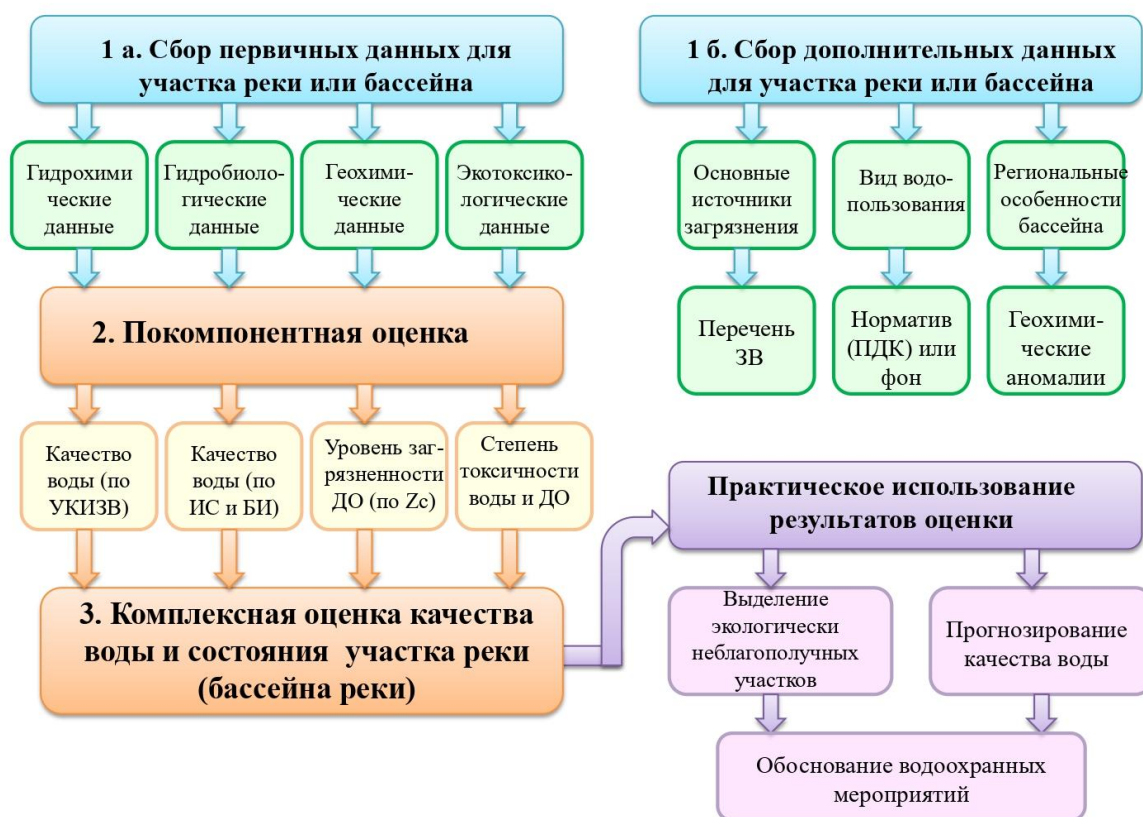 1 а. Сбор первичных данных для
участка реки или бассейна
Гидрохими
ческие
данные
Гидробиоло-
гические
данные
Геохими-
ческие
данные
Экотоксико-
логические
данные
2. Покомпонентная оценка
Качество
воды (по
УКИЗВ)
Качество
воды (по
ИС и БИ)
Уровень заг-
рязненности
ДО (по Zc)
Степень
токсичности
воды и ДО
3. Комплексная оценка качества
воды и состояния участка реки
(бассейна реки)
1 б. Сбор дополнительных данных
для участка реки или бассейна
Основные
источники
загрязнения
Вид водо-
пользования
Региональные
особенности
бассейна
Перечень
ЗВ
Норматив
(ПДК) или
фон
Геохими-
ческие
аномалии
Практическое использование
результатов оценки
Выделение
экологически
неблагополучных
участков
Прогнозирование
качества воды
Обоснование водоохранных
мероприятий